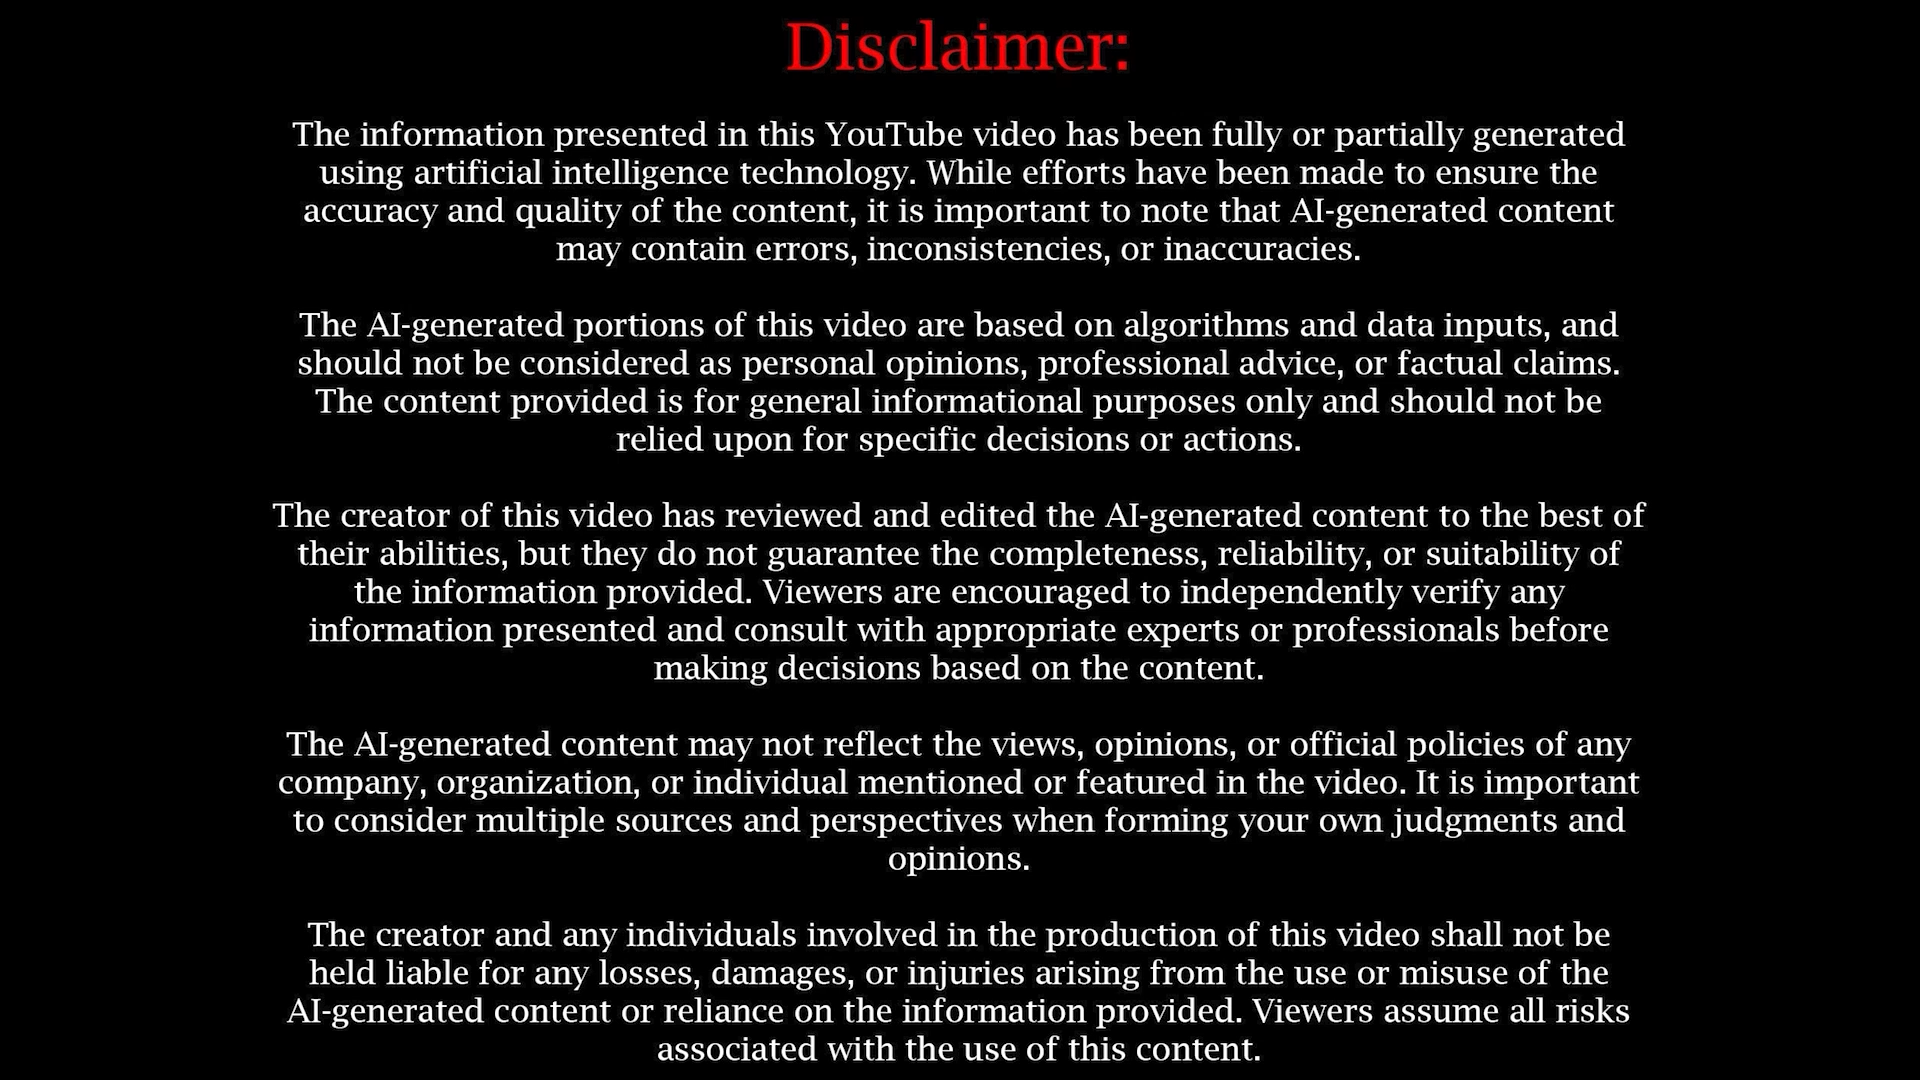 Disclaimer:
The information presented in this YouTube video has been fully or partially generated
using artificial intelligence technology. While efforts have been made to ensure the
accuracy and quality of the content, it is important to note that AI-generated content
may contain errors, inconsistencies, or inaccuracies.
The AI-generated portions of this video are based on algorithms and data inputs, and
should not be considered as personal opinions, professional advice, or factual claims.
The content provided is for general informational purposes only and should not be
relied upon for specific decisions or actions.
The creator of this video has reviewed and edited the AI-generated content to the best of
their abilities, but they do not guarantee the completeness, reliability, or suitability of
the information provided. Viewers are encouraged to independently verify any
information presented and consult with appropriate experts or professionals before
making decisions based on the content.
The AI-generated content may not reflect the views, opinions, or official policies of any
company, organization, or individual mentioned or featured in the video. It is important
to consider multiple sources and perspectives when forming your own judgments and
opinions.
The creator and any individuals involved in the production of this video shall not be
held liable for any losses, damages, or injuries arising from the use or misuse of the
AI-generated content or reliance on the information provided. Viewers assume all risks
associated with the use of this content.